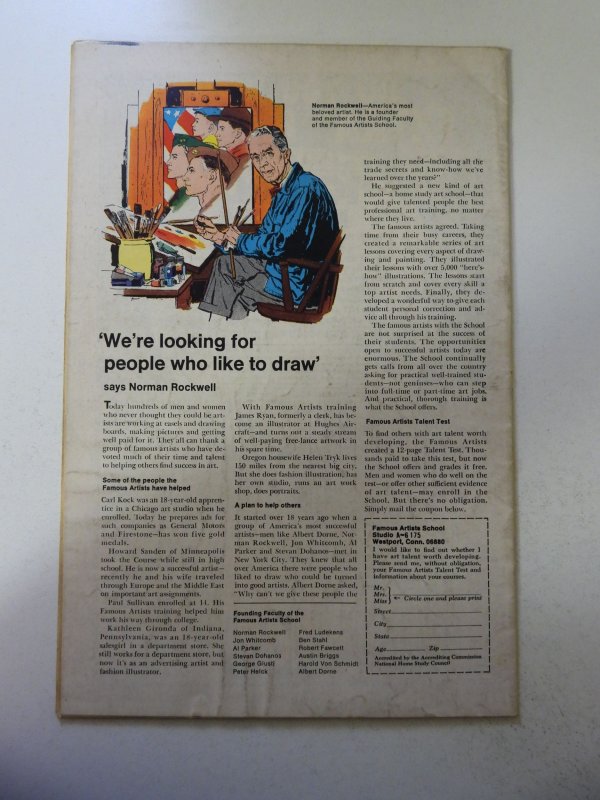 Norman Rockwell—America's most
beloved artist. He is a founder
and member of the Guiding Faculty
of the Famous Artists School.
'We're looking for
people who like to draw'
says Norman Rockwell
Today hundreds of men and women
who never thought they could be art-
ists are working at easels and drawing
boards, making pictures and getting
well paid for it. They all can thank a
group of famous artists who have de-
voted much of their time and talent
to helping others find success in art.
Some of the people the
Famous Artists have helped
Carl Kock was an 18-year-old appren-
tice in a Chicago art studio when he
enrolled. Today he prepares ads for
such companies as General Motors
and Firestone—has won five gold
medals.
Howard Sanden of Minneapolis
took the Course while still in high
school. He is now a successful artist—
recently he and his wife traveled
through Europe and the Middle East
on important art assignments.
Paul Sullivan enrolled at 14. His
Famous Artists training helped him
work his way through college.
Kathleen Gironda of Indiana,
Pennsylvania, was an 18-year-old
salesgirl in a department store. She
still works for a department store, but
now it's as an advertising artist and
fashion illustrator.
With Famous Artists training
James Ryan, formerly a clerk, has be-
come an illustrator at Hughes Air-
craft—and turns out a steady stream
of well-paying free-lance artwork in
his spare time.
Oregon housewife Helen Tryk lives
150 miles from the nearest big city.
But she does fashion illustration, has
her own studio, runs an art work
shop, does portraits.
A plan to help others
It started over 18 years ago when a
group of America's most successful
artists—men like Albert Dorne, Nor-
man Rockwell, Jon Whitcomb, Al
Parker and Stevan Dohanos—met in
New York City. They knew that all
over America there were people who
liked to draw who could be turned
into good artists. Albert Dorne asked,
"Why can't we give these people the
Founding Faculty of the
Famous Artists School
Norman Rockwell
Jon Whitcomb
Al Parker
Stevan Dohanos
George Giusti
Peter Helck
Fred Ludekens
Ben Stahl
Robert Fawcett
Austin Briggs
Harold Von Schmidt
Albert Dorne
training they need—including all the
trade secrets and know-how we've
learned over the years?"
He suggested a new kind of art
school—a home study art school—that
would give talented people the best
professional art training, no matter
where they live.
The famous artists agreed. Taking
time from their busy careers, they
created a remarkable series of art
lessons covering every aspect of draw-
ing and painting. They illustrated
their lessons with over 5,000 "here's-
how" illustrations. The lessons start
from scratch and cover every skill a
top artist needs. Finally, they de-
veloped a wonderful way to give each
student personal correction and ad-
vice all through his training.
The famous artists with the School
are not surprised at the success of
their students. The opportunities
open to successful artists today are
enormous. The School continually
gets calls from all over the country
asking for practical well-trained stu-
dents—not geniuses—who can step
into full-time or part-time art jobs.
And practical, thorough training is
what the School offers.
Famous Artists Talent Test
To find others with art talent worth
developing, the Famous Artists
created a 12-page Talent Test. Thou-
sands paid to take this test, but now
the School offers and grades it free.
Men and women who do well on the
test—or offer other sufficient evidence
of art talent—may enroll in the
School. But there's no obligation.
Simply mail the coupon below.
Famous Artists School
Studio A-6175
Westport, Conn. 06880
I would like to find out whether I
have art talent worth developing.
Please send me, without obligation,
your Famous Artists Talent Test and
information about your courses.
Mr.
Mrs.
Miss
Circle one and please print
Street
City
State
Age Zip
Accredited by the Accrediting Commission
National Home Study Council